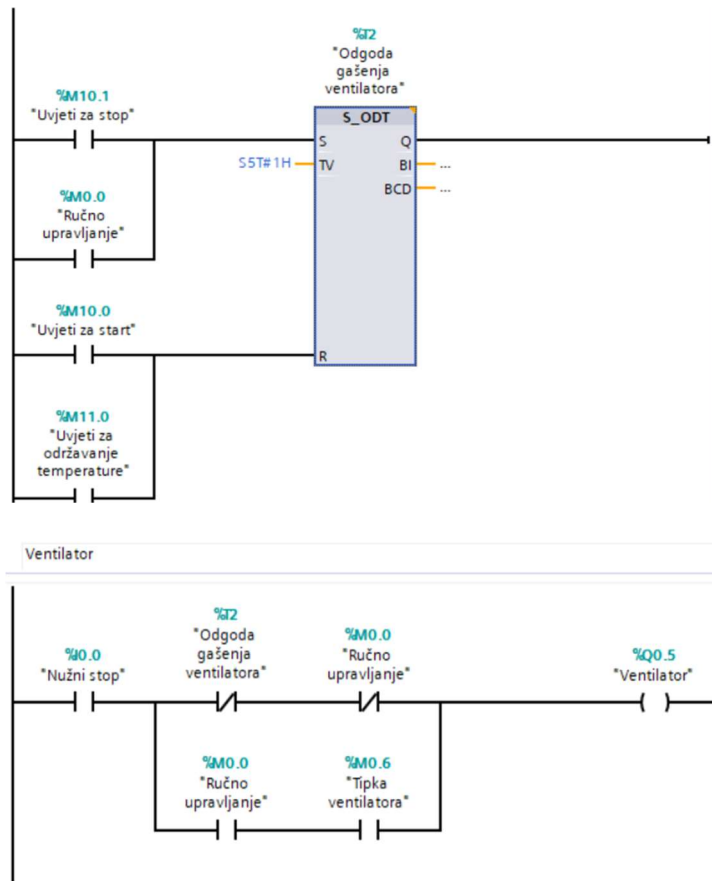 %T2
"Odgoda
gašenja
ventilatora"
%M10.1
"Uvjeti za stop"
S_ODT
S
Q
S5T#1H
TV
BI
...
BCD
...
%M0.0
"Ručno
upravljanje"
%M10.0
"Uvjeti za start"
R
%M11.0
"Uvjeti za
održavanje
temperature"
Ventilator
%I0.0
"Nužni stop"
%T2
"Odgoda
gašenja
ventilatora"
%M0.0
"Ručno
upravljanje"
%Q0.5
"Ventilator"
%M0.0
"Ručno
upravljanje"
%M0.6
"Tipka
ventilatora"